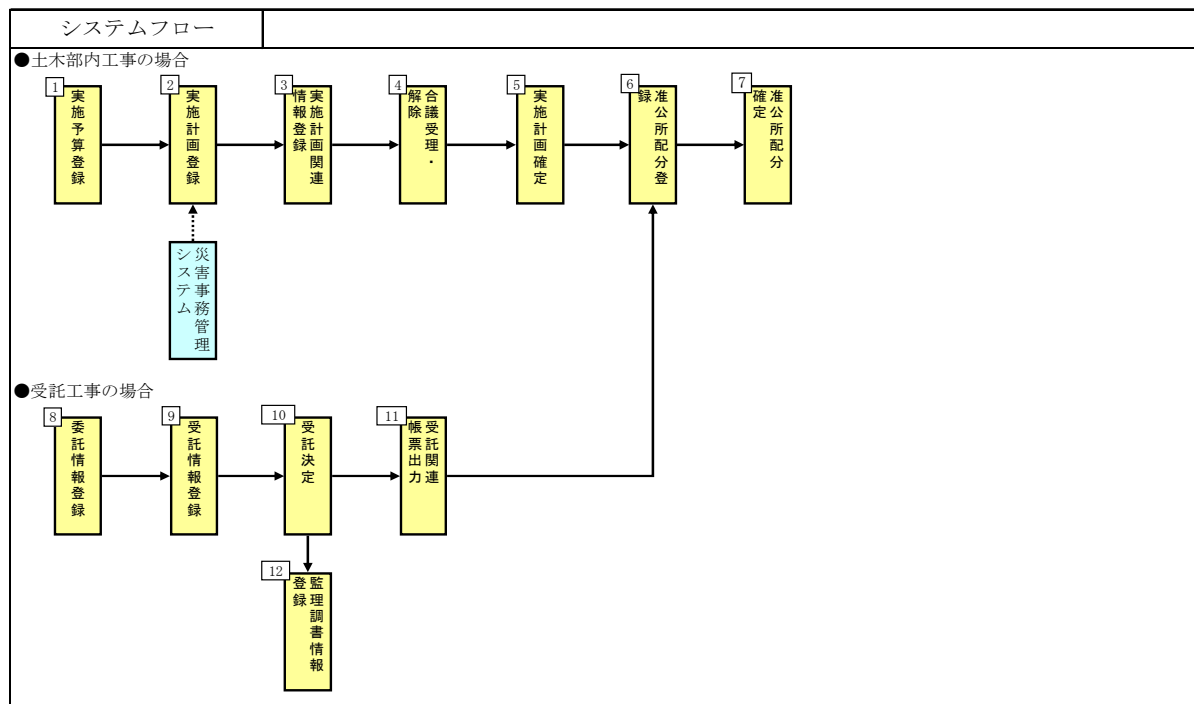 システムフロー
●土木部内工事の場合
1
実施予算登録
2
実施計画登録
3
実施計画関連
情報登録
4
合議受理・
解除
5
実施計画確定
6
准公所配分登
録
7
准公所配分
確定
災害事務管理
システム
●受託工事の場合
8
委託情報登録
9
受託情報登録
10
受託決定
11
受託関連
帳票出力
12
監理調書情報
登録